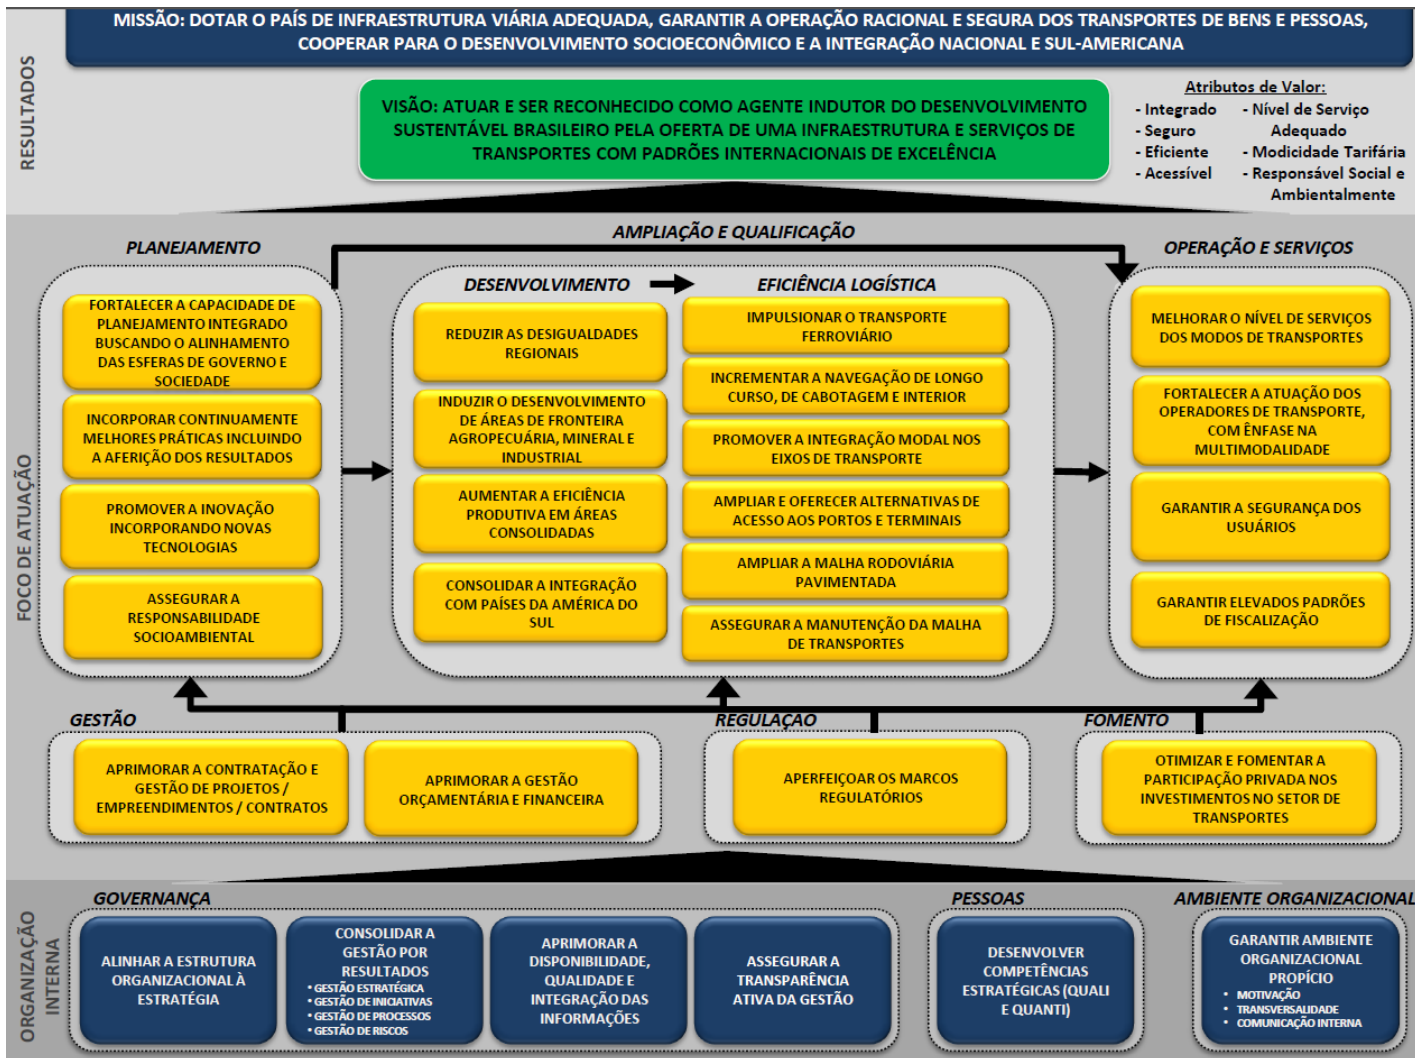 MISSÃO: DOTAR O PAÍS DE INFRAESTRUTURA VIÁRIA ADEQUADA, GARANTIR A OPERAÇÃO RACIONAL E SEGURA DOS TRANSPORTES DE BENS E PESSOAS,
COOPERAR PARA O DESENVOLVIMENTO SOCIOECONÔMICO E A INTEGRAÇÃO NACIONAL E SUL-AMERICANA
RESULTADOS
VISÃO: ATUAR E SER RECONHECIDO COMO AGENTE INDUTOR DO DESENVOLVIMENTO
SUSTENTÁVEL BRASILEIRO PELA OFERTA DE UMA INFRAESTRUTURA E SERVIÇOS DE
TRANSPORTES COM PADRÕES INTERNACIONAIS DE EXCELÊNCIA
Atributos de Valor:
- Integrado
- Seguro
- Eficiente
- Acessível
- Nível de Serviço
Adequado
- Modicidade Tarifária
- Responsável Social e
Ambientalmente
FOCO DE ATUAÇÃO
PLANEJAMENTO
FORTALECER A CAPACIDADE DE
PLANEJAMENTO INTEGRADO
BUSCANDO O ALINHAMENTO
DAS ESFERAS DE GOVERNO E
SOCIEDADE
INCORPORAR CONTINUAMENTE
MELHORES PRÁTICAS INCLUINDO
A AFERIÇÃO DOS RESULTADOS
PROMOVER A INOVAÇÃO
INCORPORANDO NOVAS
TECNOLOGIAS
ASSEGURAR A
RESPONSABILIDADE
SOCIOAMBIENTAL
AMPLIAÇÃO E QUALIFICAÇÃO
DESENVOLVIMENTO
REDUZIR AS DESIGUALDADES
REGIONAIS
INDUZIR O DESENVOLVIMENTO
DE ÁREAS DE FRONTEIRA
AGROPECUÁRIA, MINERAL E
INDUSTRIAL
AUMENTAR A EFICIÊNCIA
PRODUTIVA EM ÁREAS
CONSOLIDADAS
CONSOLIDAR A INTEGRAÇÃO
COM PAÍSES DA AMÉRICA DO
SUL
EFICIÊNCIA LOGÍSTICA
IMPULSIONAR O TRANSPORTE
FERROVIÁRIO
INCREMENTAR A NAVEGAÇÃO DE LONGO
CURSO, DE CABOTAGEM E INTERIOR
PROMOVER A INTEGRAÇÃO MODAL NOS
EIXOS DE TRANSPORTE
AMPLIAR E OFERECER ALTERNATIVAS DE
ACESSO AOS PORTOS E TERMINAIS
AMPLIAR A MALHA RODOVIÁRIA
PAVIMENTADA
ASSEGURAR A MANUTENÇÃO DA MALHA
DE TRANSPORTES
OPERAÇÃO E SERVIÇOS
MELHORAR O NÍVEL DE SERVIÇOS
DOS MODOS DE TRANSPORTES
FORTALECER A ATUAÇÃO DOS
OPERADORES DE TRANSPORTE,
COM ÊNFASE NA
MULTIMODALIDADE
GARANTIR A SEGURANÇA DOS
USUÁRIOS
GARANTIR ELEVADOS PADRÕES
DE FISCALIZAÇÃO
GESTÃO
APRIMORAR A CONTRATAÇÃO E
GESTÃO DE PROJETOS /
EMPREENDIMENTOS / CONTRATOS
APRIMORAR A GESTÃO
ORÇAMENTÁRIA E FINANCEIRA
REGULAÇÃO
APERFEIÇOAR OS MARCOS
REGULATÓRIOS
FOMENTO
OTIMIZAR E FOMENTAR A
PARTICIPAÇÃO PRIVADA NOS
INVESTIMENTOS NO SETOR DE
TRANSPORTES
ORGANIZAÇÃO
INTERNA
GOVERNANÇA
ALINHAR A ESTRUTURA
ORGANIZACIONAL À
ESTRATÉGIA
CONSOLIDAR A
GESTÃO POR
RESULTADOS
• GESTÃO ESTRATÉGICA
• GESTÃO DE INICIATIVAS
• GESTÃO DE PROCESSOS
• GESTÃO DE RISCOS
APRIMORAR A
DISPONIBILIDADE,
QUALIDADE E
INTEGRAÇÃO DAS
INFORMAÇÕES
ASSEGURAR A
TRANSPARÊNCIA
ATIVA DA GESTÃO
PESSOAS
DESENVOLVER
COMPETÊNCIAS
ESTRATÉGICAS (QUALI
E QUANTI)
AMBIENTE ORGANIZACIONAL
GARANTIR AMBIENTE
ORGANIZACIONAL
PROPÍCIO
• MOTIVAÇÃO
• TRANSVERSALIDADE
• COMUNICAÇÃO INTERNA